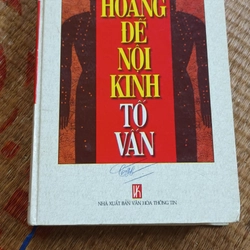 HOÀNG ĐẾ
NỘI
KINH
TỐ
VẤN
NHÀ XUẤT BẢN VĂN HÓA THÔNG TIN